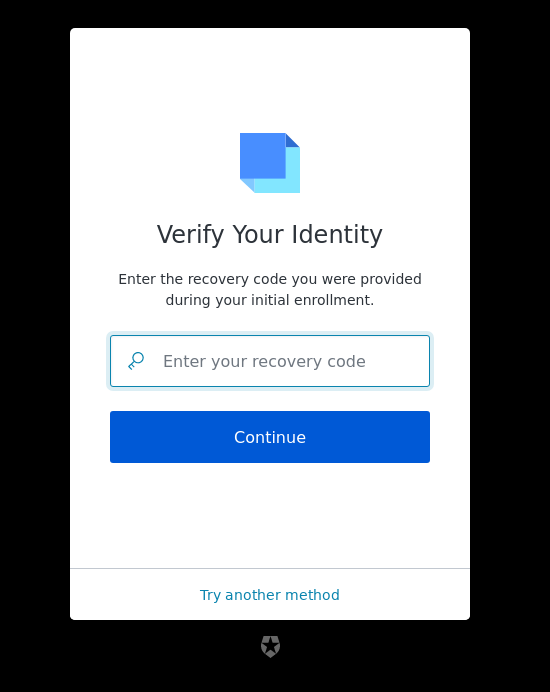 Verify Your Identity
Enter the recovery code you were provided
during your initial enrollment.
Enter your recovery code
Continue
Try another method